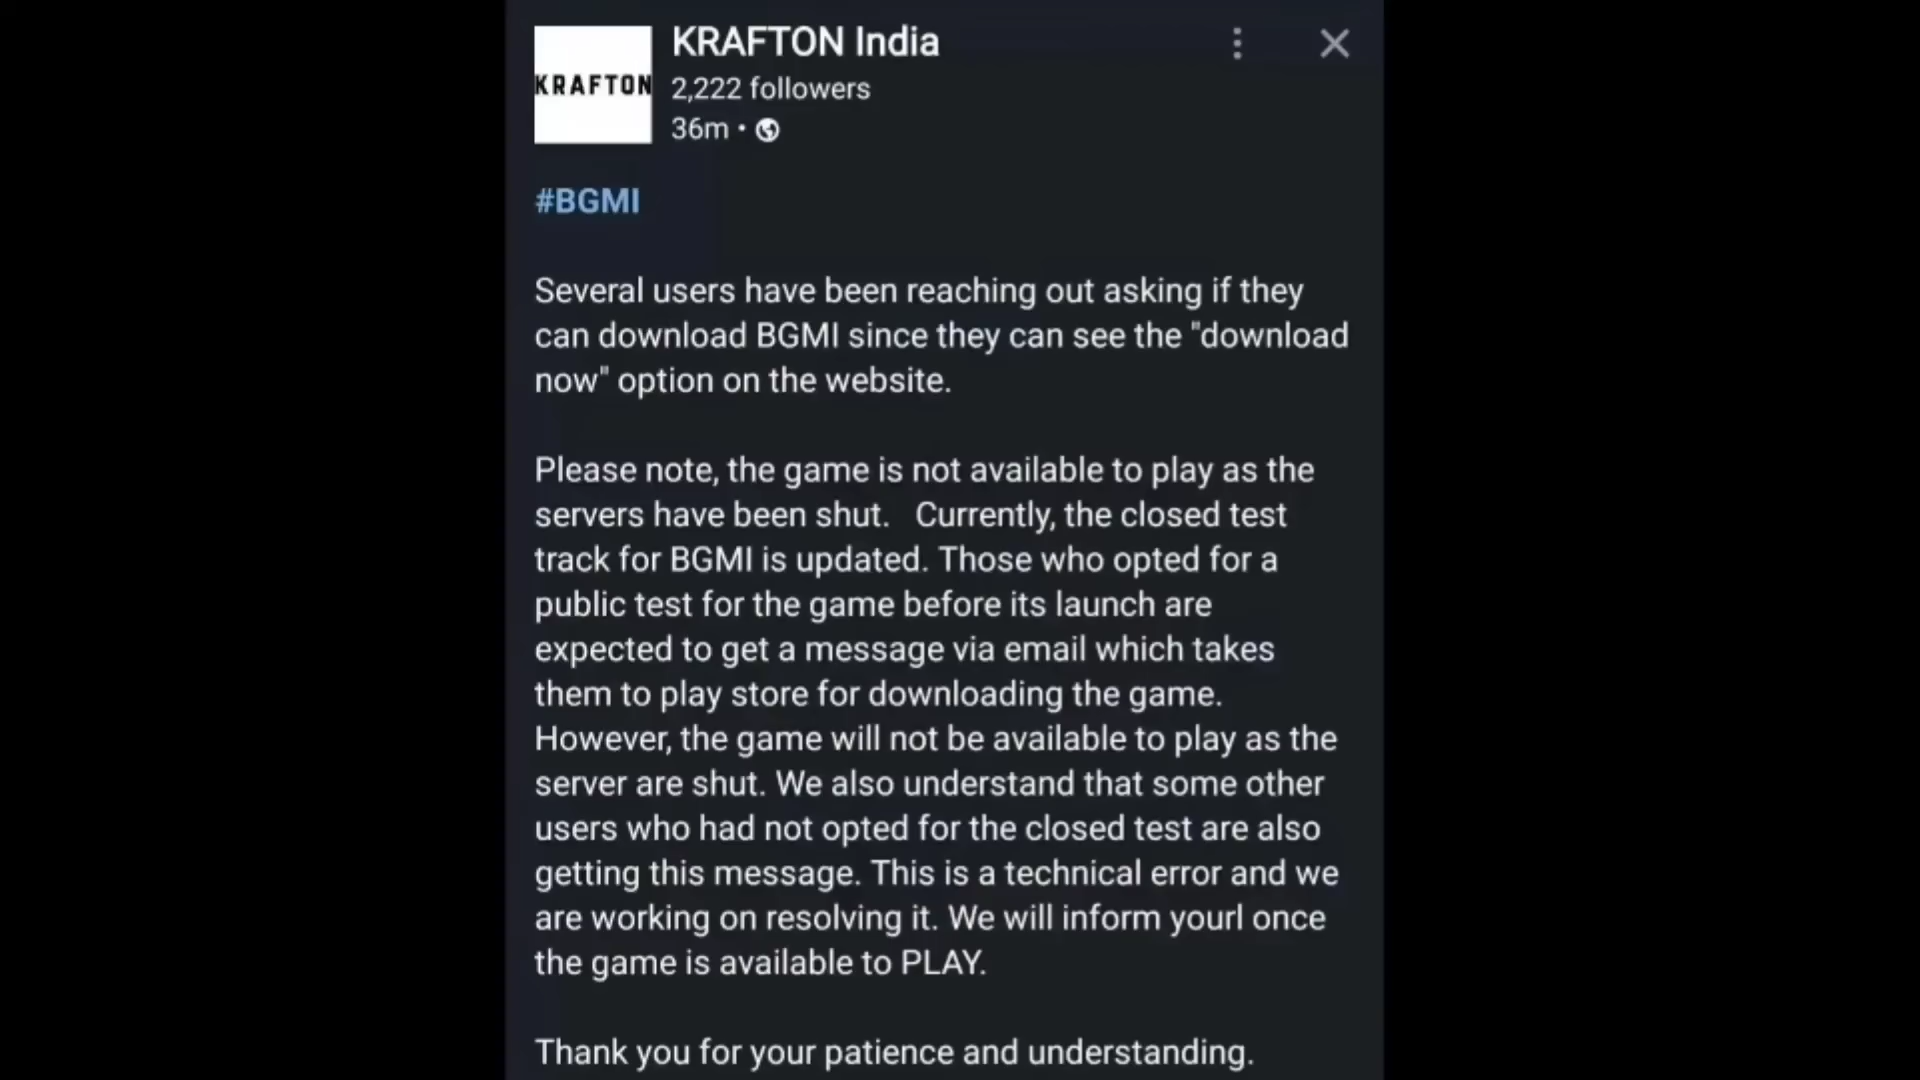 KRAFTON
KRAFTON India
2,222 followers
36m •
#BGMI
Several users have been reaching out asking if they
can download BGMI since they can see the "download
now" option on the website.
Please note, the game is not available to play as the
servers have been shut.   Currently, the closed test
track for BGMI is updated. Those who opted for a
public test for the game before its launch are
expected to get a message via email which takes
them to play store for downloading the game.
However, the game will not be available to play as the
server are shut. We also understand that some other
users who had not opted for the closed test are also
getting this message. This is a technical error and we
are working on resolving it. We will inform yourl once
the game is available to PLAY.
Thank you for your patience and understanding.